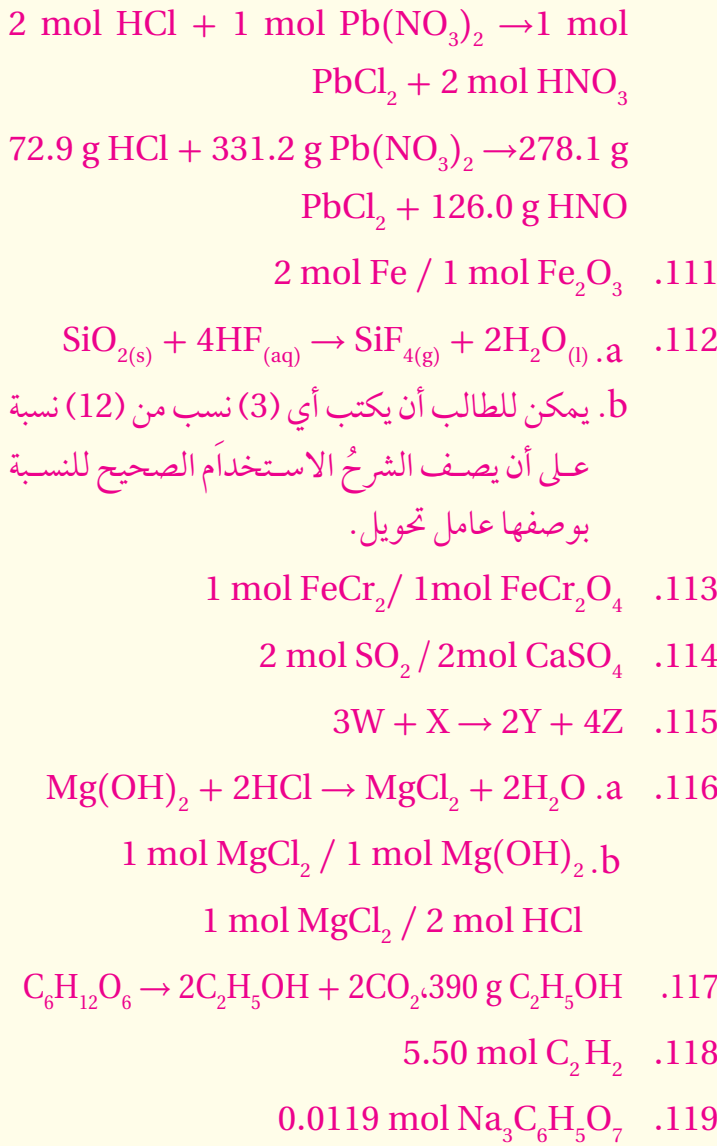 2 mol HCl + 1 mol Pb(NO₃)₂ →1 mol
PbCl₂ + 2 mol HNO₃
72.9 g HCl + 331.2 g Pb(NO₃)₂ →278.1 g
PbCl₂ + 126.0 g HNO
.111 2 mol Fe / 1 mol Fe₂O₃
.112 .a SiO₂₍s₎ + 4HF₍aq₎ → SiF₄₍g₎ + 2H₂O₍l₎
.b يمكن للطالب أن يكتب أي (3) نسب من (12) نسبة
على أن يصف الشرحُ الاستخداَم الصحيح للنسبة
بوصفها عامل تحويل.
.113 1 mol FeCr₂/ 1mol FeCr₂O₄
.114 2 mol SO₂ / 2mol CaSO₄
.115 3W + X → 2Y + 4Z
.116 .a Mg(OH)₂ + 2HCl → MgCl₂ + 2H₂O
.b 1 mol MgCl₂ / 1 mol Mg(OH)₂
1 mol MgCl₂ / 2 mol HCl
.117 C₆H₁₂O₆ → 2C₂H₅OH + 2CO₂،390 g C₂H₅OH
.118 5.50 mol C₂H₂
.119 0.0119 mol Na₃C₆H₅O₇